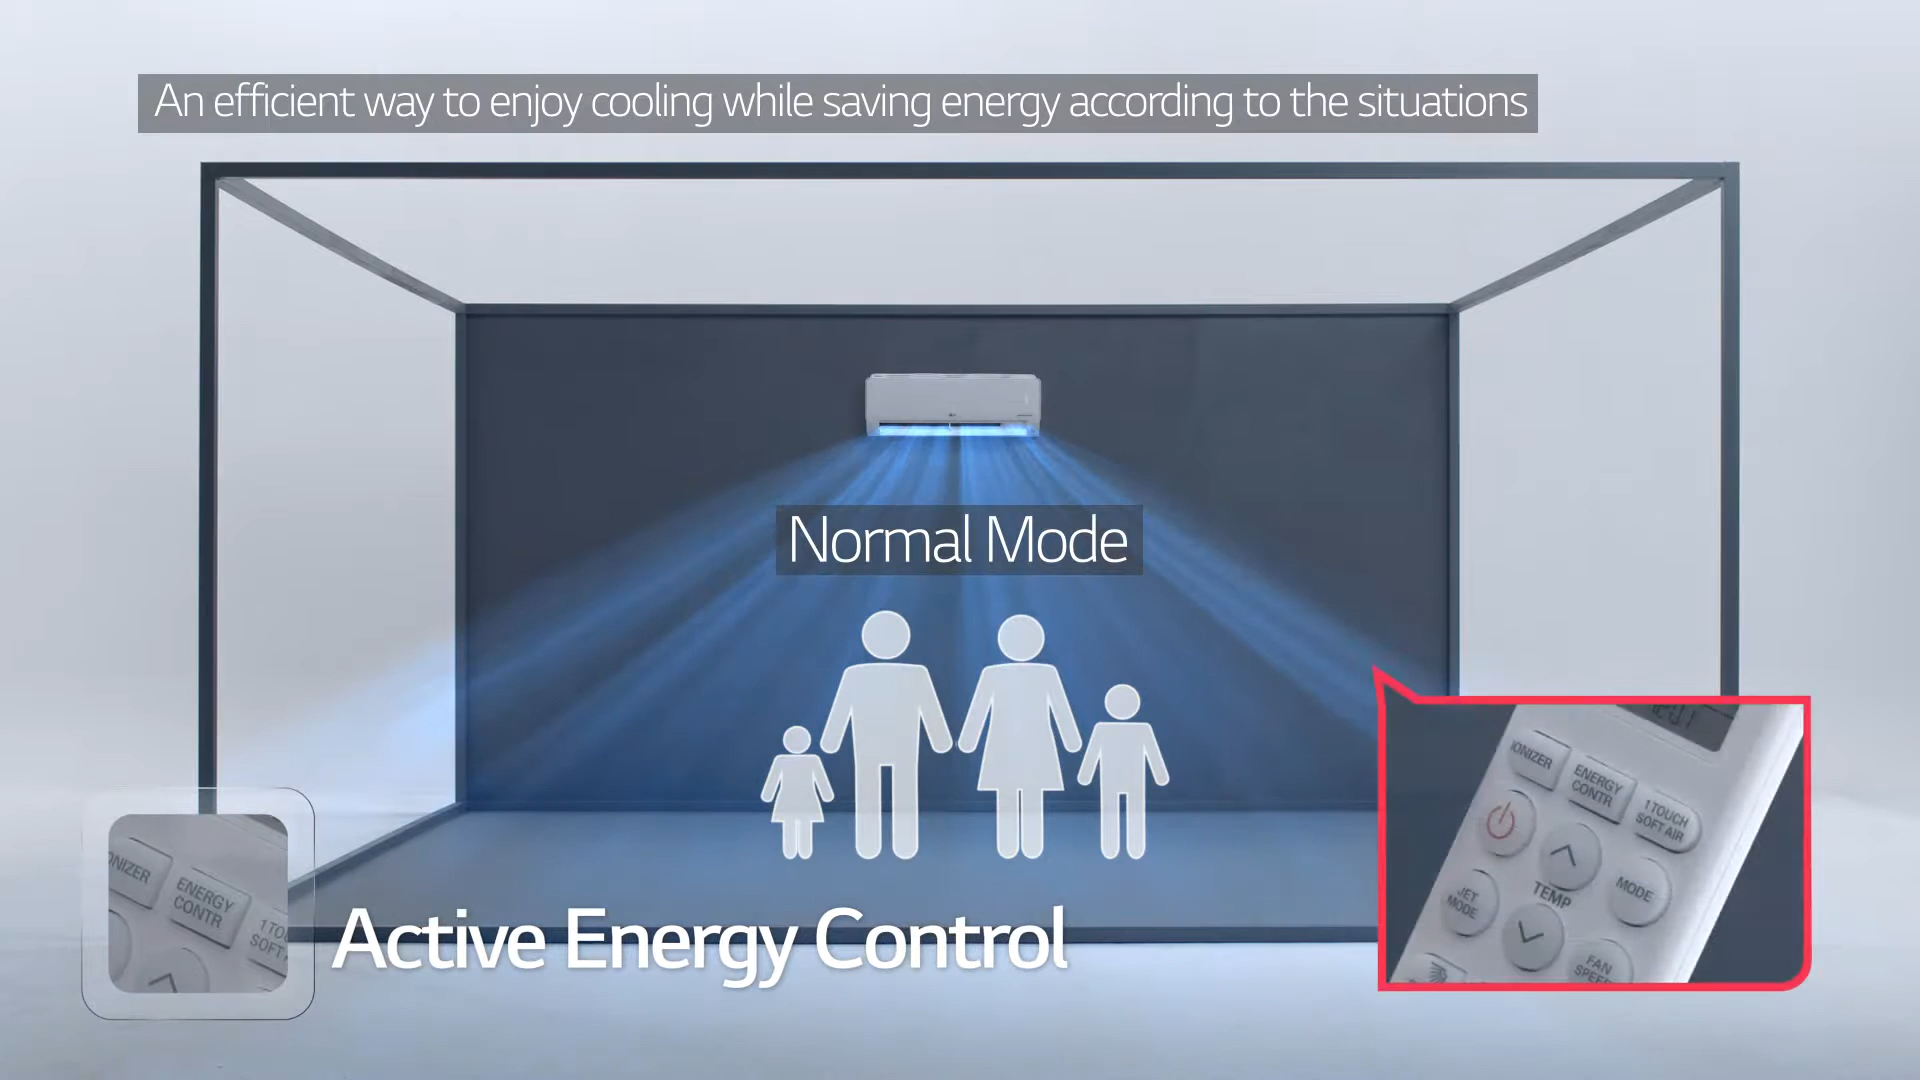 An efficient way to enjoy cooling while saving energy according to the situations
Normal Mode
ENERGY
CONTR
Active Energy Control
ENERGY
CONTR
1 TOUCH
SOFT AIR
TEMP
MODE
JET
MODE
FAN